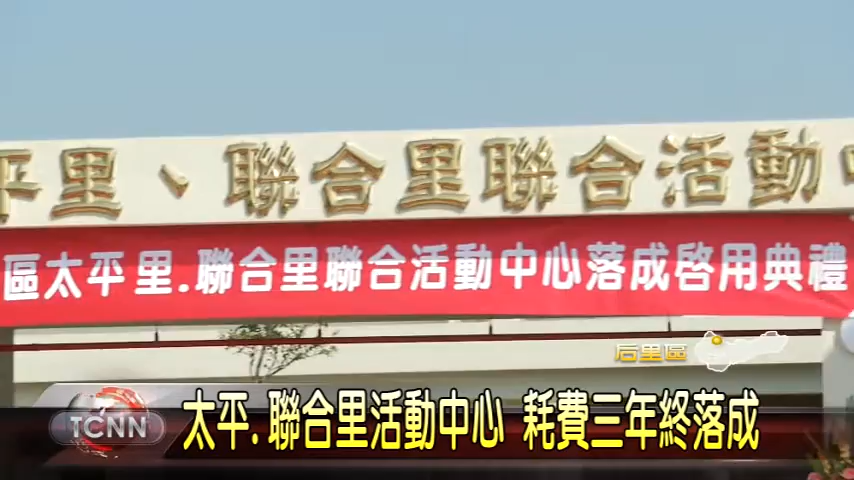 平里、聯合里聯合活動中
區太平里.聯合里聯合活動中心落成啓用典禮
后里區
TCNN
太平.聯合里活動中心 耗費三年終落成